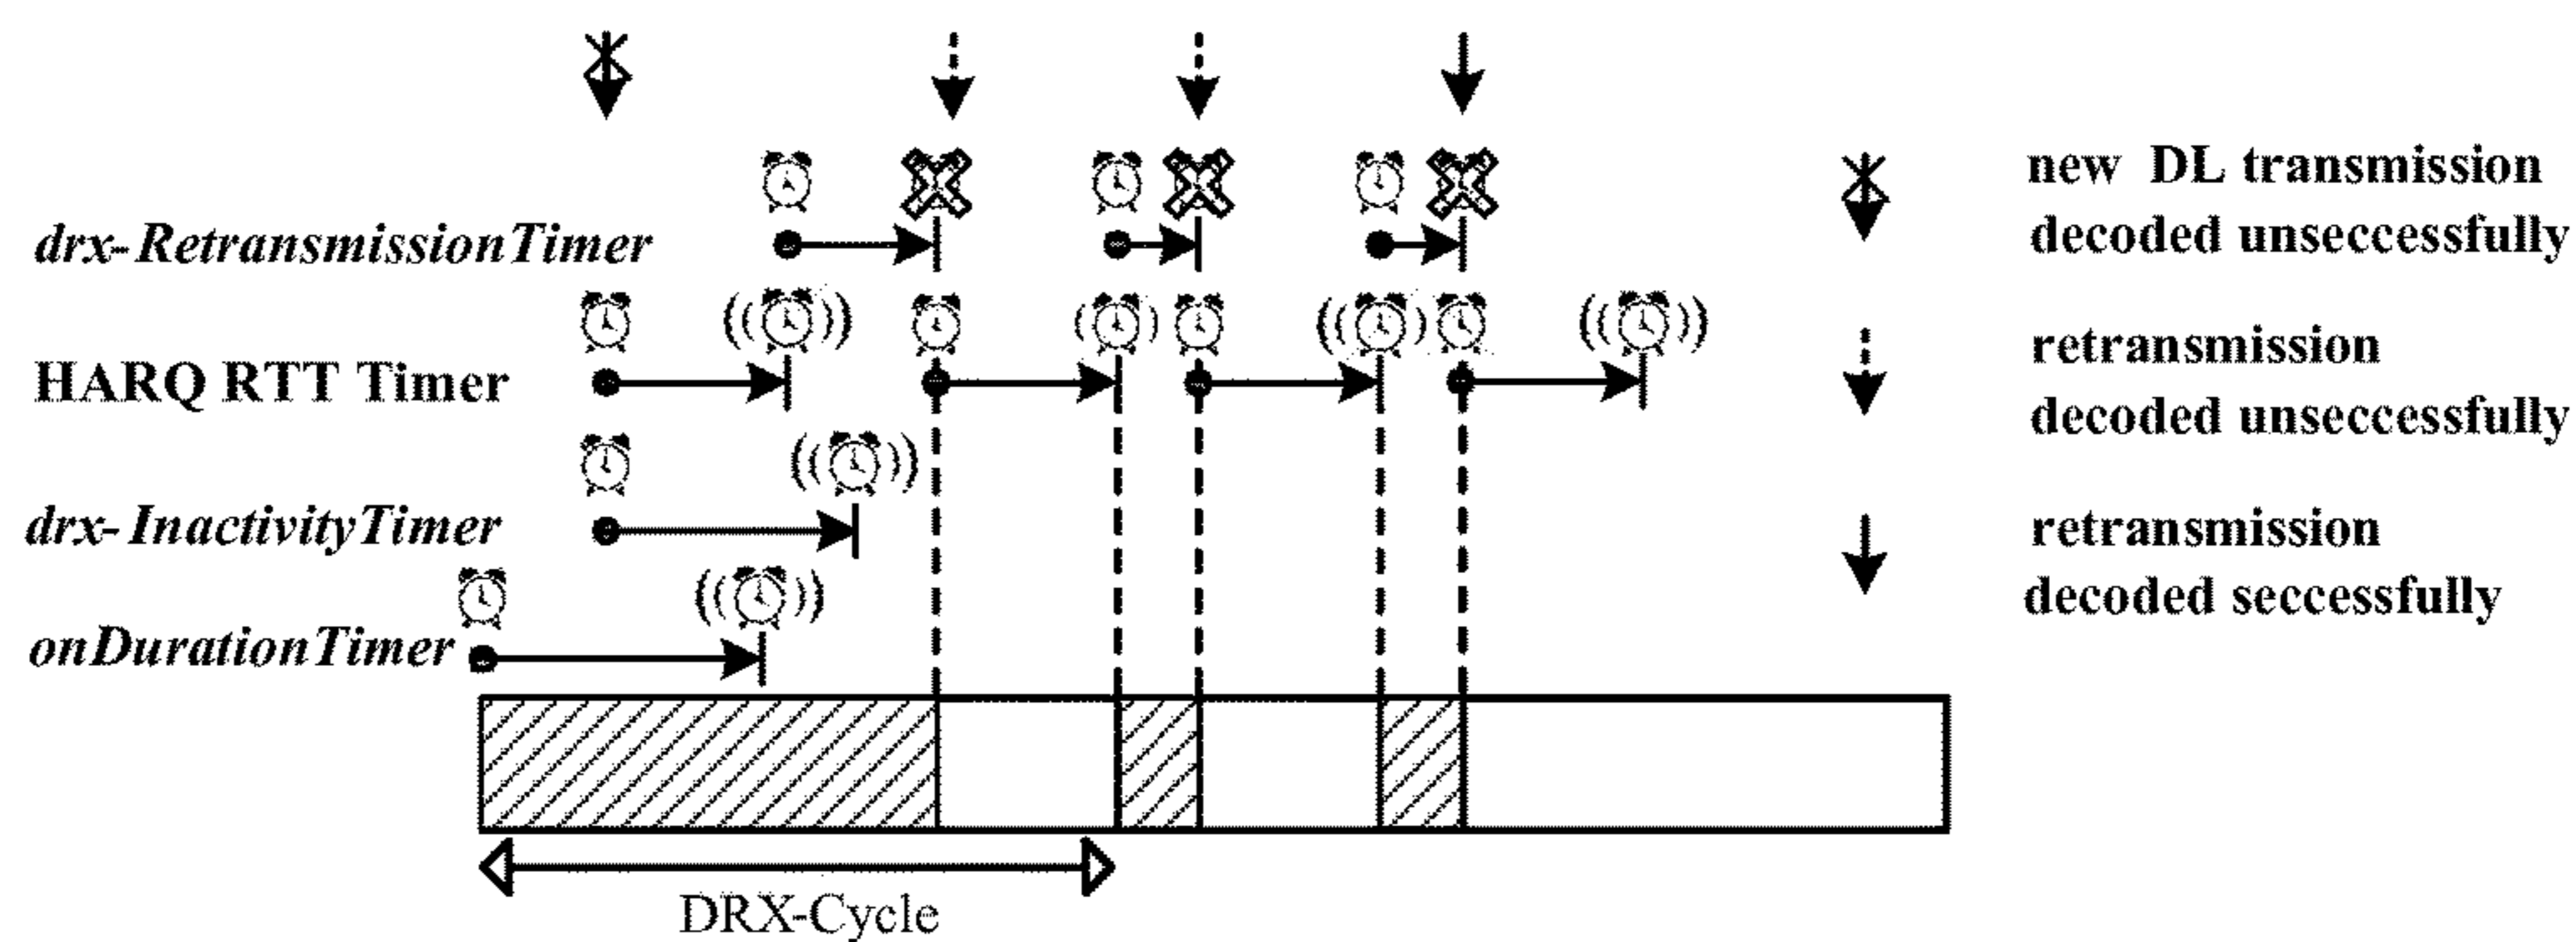 new DL transmission
decoded unseccessfully
drx-RetransmissionTimer
retransmission
decoded unseccessfully
HARQ RTT Timer
drx-InactivityTimer
retransmission
decoded seccessfully
onDurationTimer
DRX-Cycle